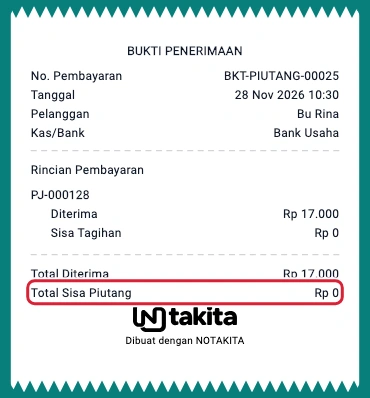 BUKTI PENERIMAAN
No. Pembayaran BKT-PIUTANG-00025
Tanggal 28 Nov 2026 10:30
Pelanggan Bu Rina
Kas/Bank Bank Usaha
Rincian Pembayaran
PJ-000128
Diterima Rp 17.000
Sisa Tagihan Rp 0
Total Diterima Rp 17.000
Total Sisa Piutang Rp 0
Notakita
Dibuat dengan NOTAKITA